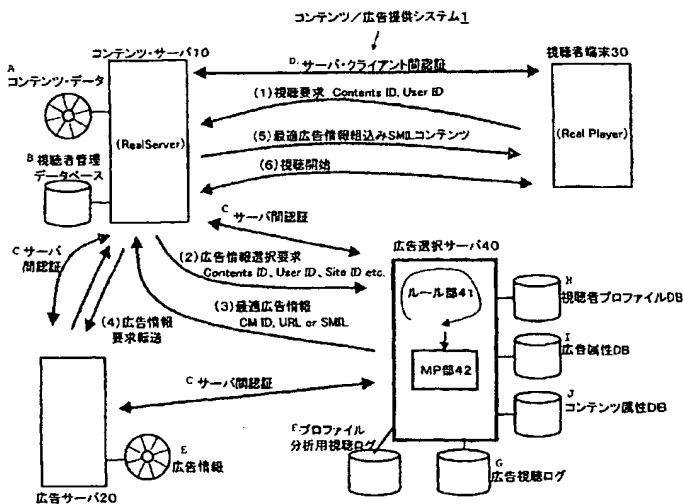 コンテンツ/広告提供システム1
コンテンツ・サーバ10
視聴者端末30
A
コンテンツ・データ
D.
サーバ・クライアント間認証
(1)視聴要求 Contents ID, User ID
(RealServer)
(5)最適広告情報組込みSMILコンテンツ
(Real Player)
B 視聴者管理
データベース
(6)視聴開始
C
サーバ間認証
C サーバ
間認証
(2)広告情報選択要求
Contents ID、User ID、Site ID etc.
広告選択サーバ40
ルール部41
H
視聴者プロファイルDB
(3)最適広告情報
CM ID、URL or SMIL
(4)広告情報
要求転送
MP部42
I
広告属性DB
C サーバ間認証
J
コンテンツ属性DB
E
広告情報
F プロファイル
分析用視聴ログ
G
広告視聴ログ
広告サーバ20